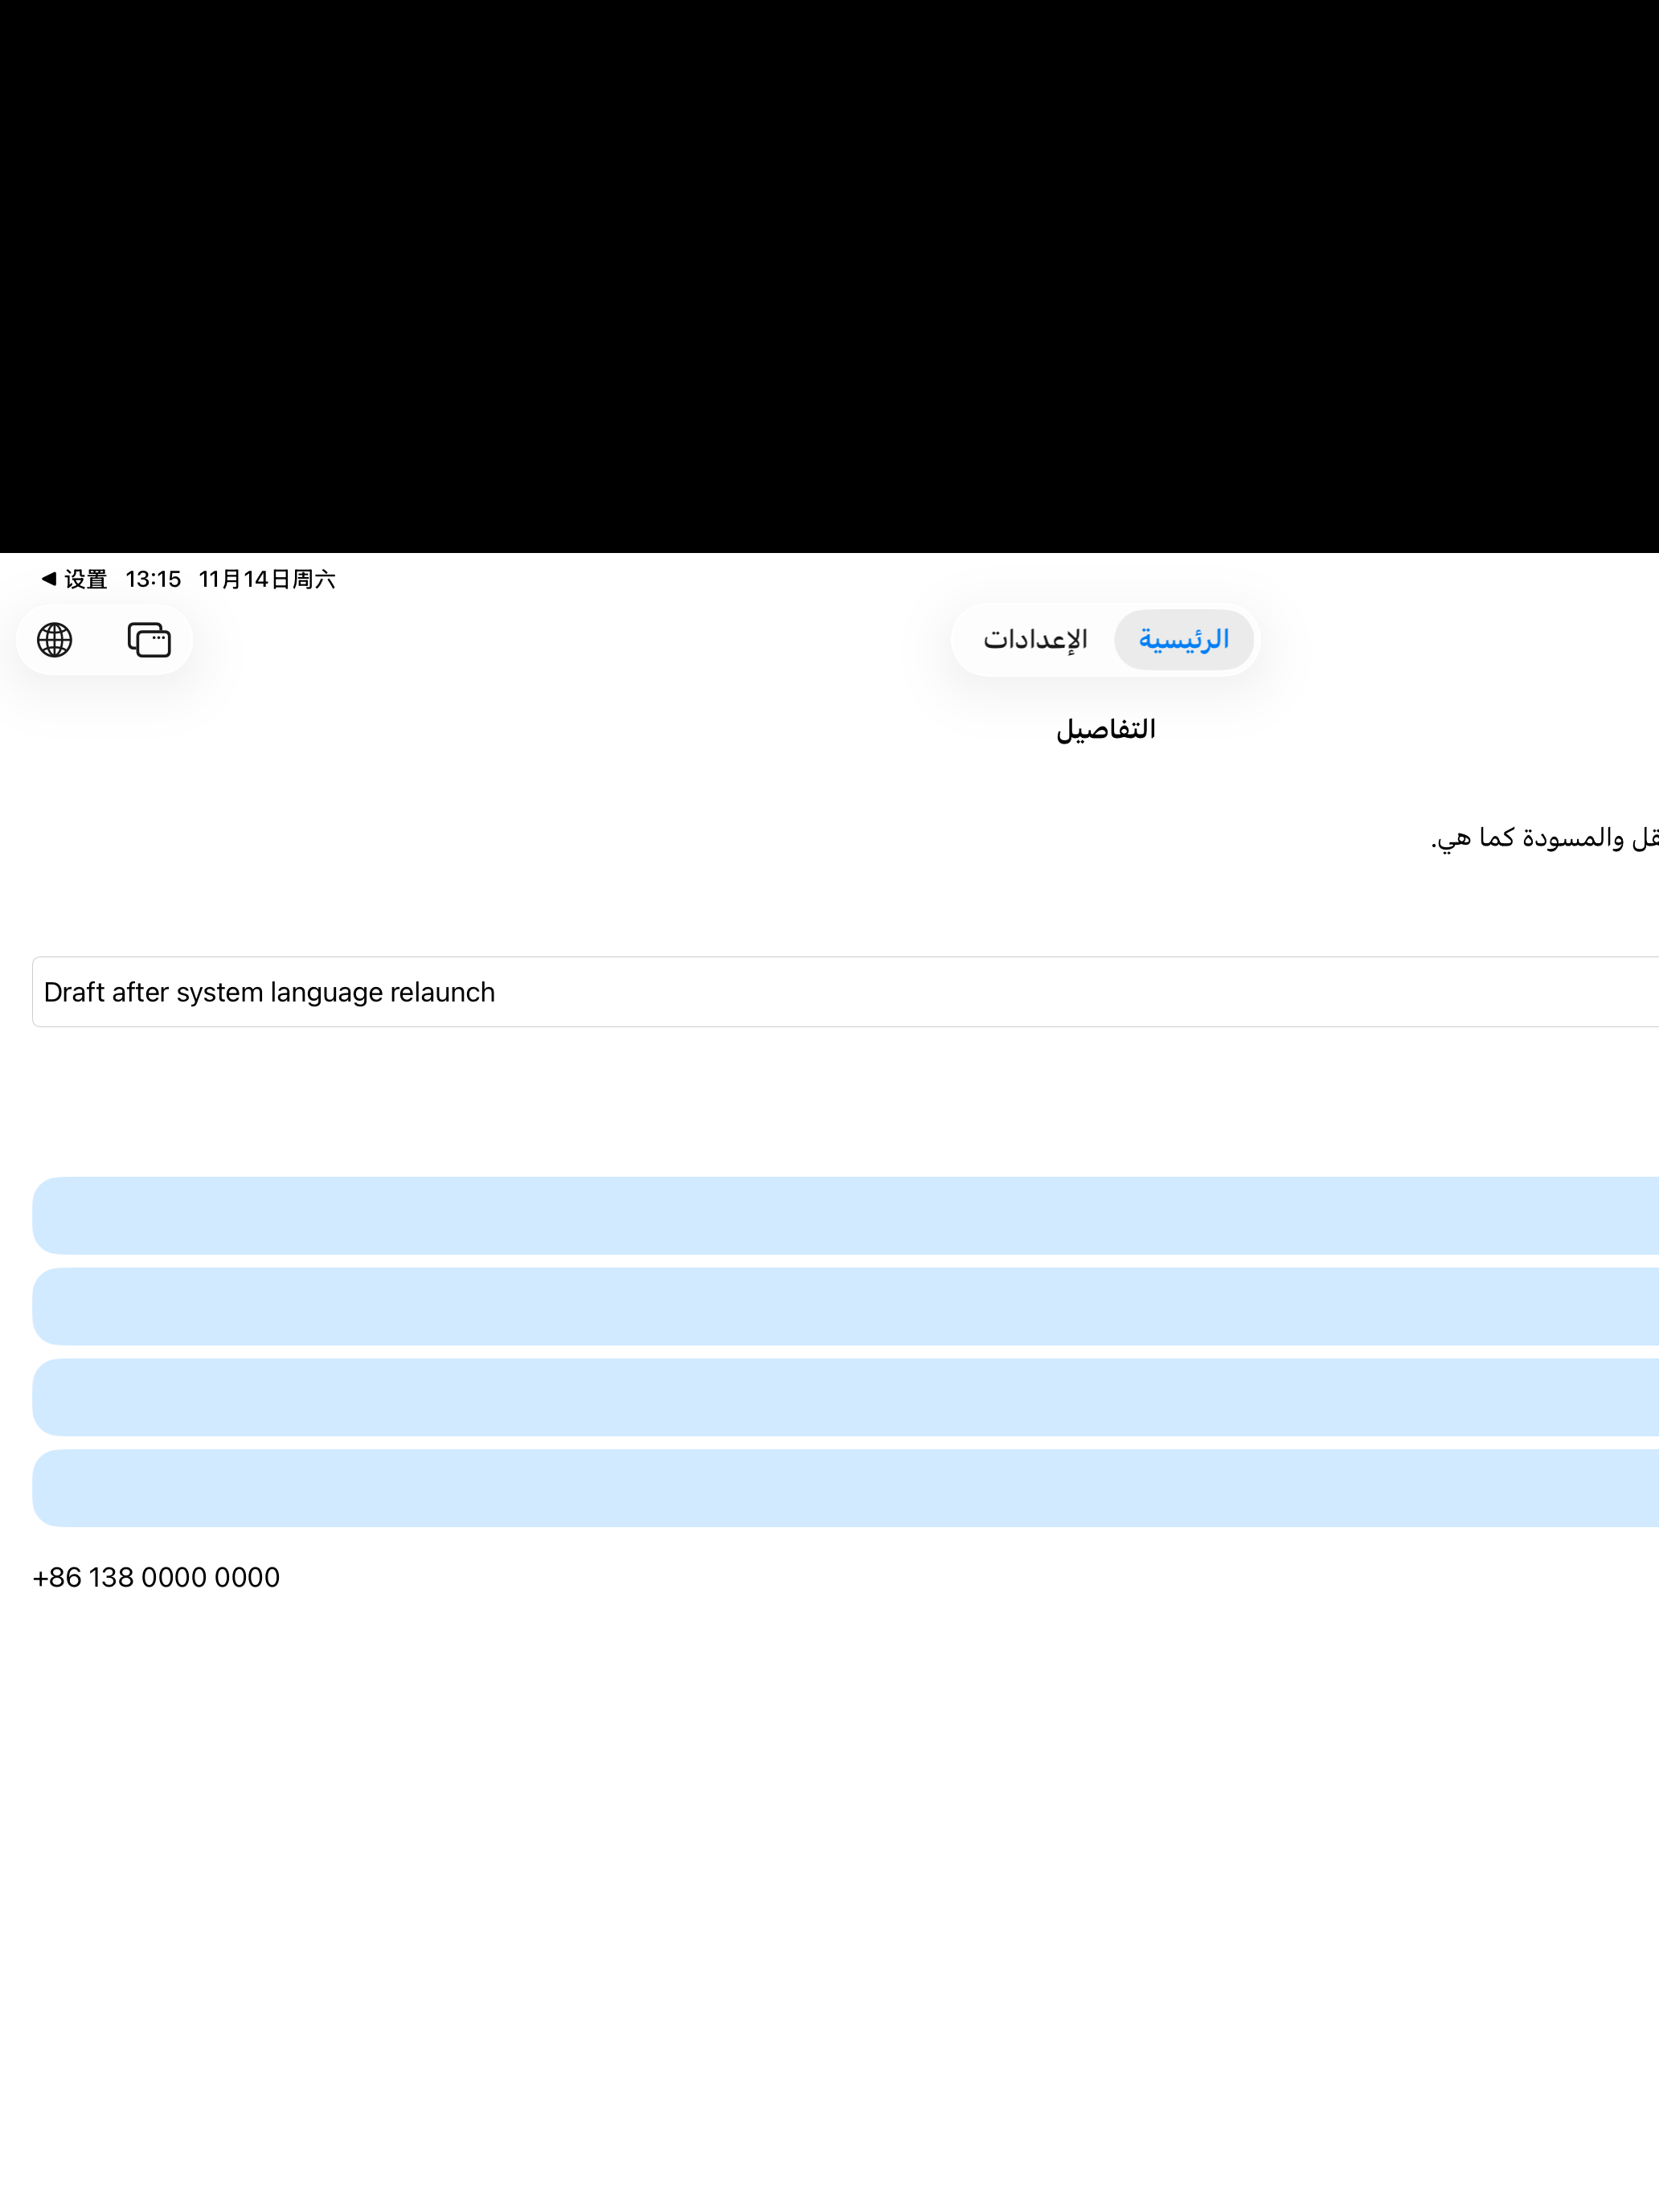 ◀ 设置 13:15 11月14日周六
الرئيسية الإعدادات
التفاصيل
والمسودة كما هي.
Draft after system language relaunch
+86 138 0000 0000